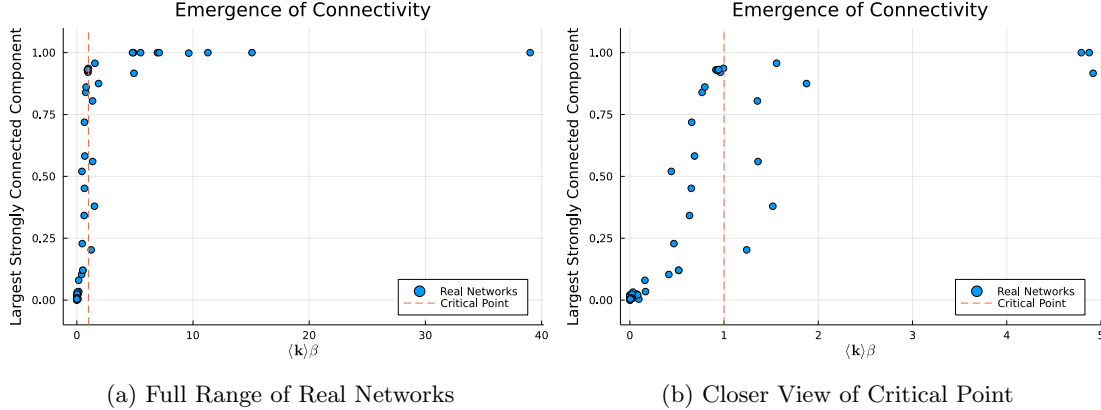 Emergence of Connectivity
Largest Strongly Connected Component
1.00
0.75
0.50
0.25
0.00
0
10
20
30
40
⟨k⟩β
Real Networks
Critical Point
(a) Full Range of Real Networks
Emergence of Connectivity
Largest Strongly Connected Component
1.00
0.75
0.50
0.25
0.00
0
1
2
3
4
5
⟨k⟩β
Real Networks
Critical Point
(b) Closer View of Critical Point